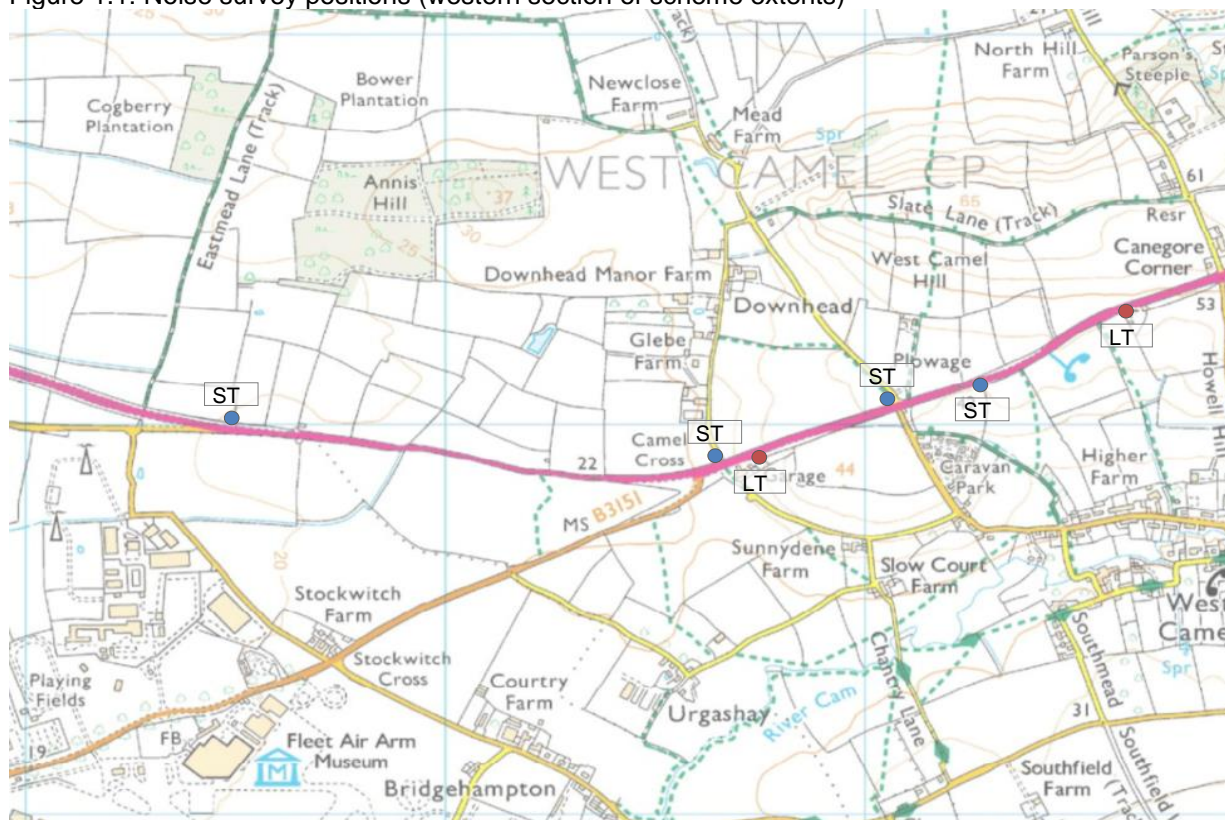 Figure 1.1: Noise survey positions (western section of scheme extents)
North Hill
Farm
Parson's
Steeple
Bower
Plantation
Newclose
Farm
Cogberry
Plantation
Mead
Farm
Spr
Eastmead Lane (Track)
WEST CAMEL CP
Annis
Hill
37
30
25
65
61
Slate Lane (Track)
Resr
Canegore
Corner
West Camel
Hill
Downhead Manor Farm
Downhead
53
Glebe
Farm
LT
Plowage
ST
ST
ST
ST
Howell Hill
Camel
Cross
22
LT
Garage
44
Caravan
Park
Higher
Farm
MS
B3151
20
Sunnydene
Farm
Slow Court
Farm
Stockwitch
Farm
Stockwitch
Cross
West
Camel
Spr
Playing
Fields
Country
Farm
Urgashay
River Cam
Chantry Lane
Southmead
31
19
FB
Fleet Air Arm
Museum
M
Bridgehampton
Southfield
Farm
Southfield
(Track)